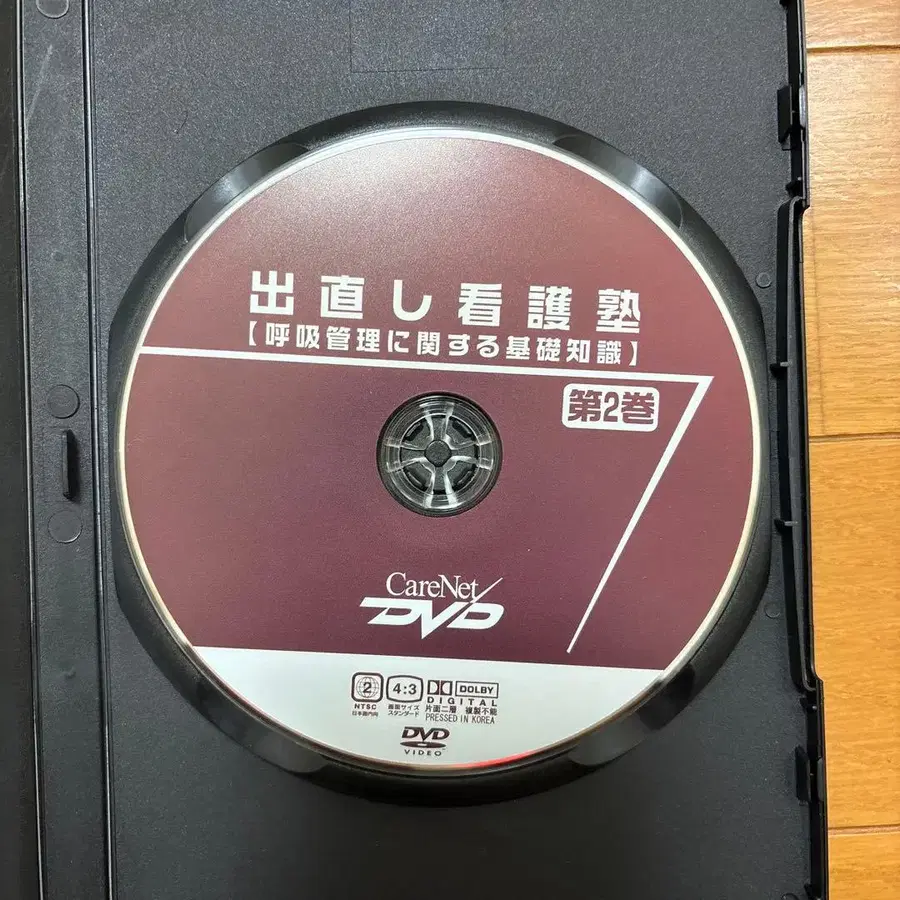 出直し看護塾
【呼吸管理に関する基礎知識】
第2巻
CareNet
DVD
2
NTSC
日本国内向
4:3
画面サイズ
スタンダード
DOLBY
DIGITAL
片面二層 複製不能
PRESSED IN KOREA
DVD
VIDEO